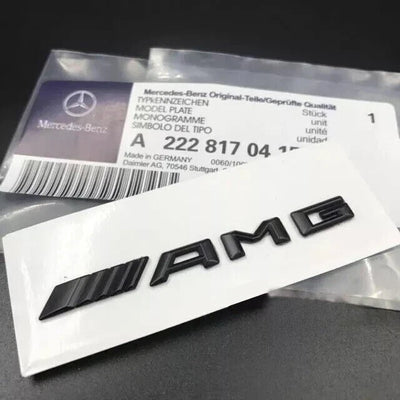 Mercedes-Benz
Mercedes-Benz Original-Teile/Geprüfte Qualität
TYPKENNZEICHEN
MODEL PLATE
MONOGRAMME
SIMBOLO DEL TIPO
Stück
unit
unité
unidad
1
A 222 817 04
Made in GERMANY
Daimler AG, 70546 Stuttgart
AMG